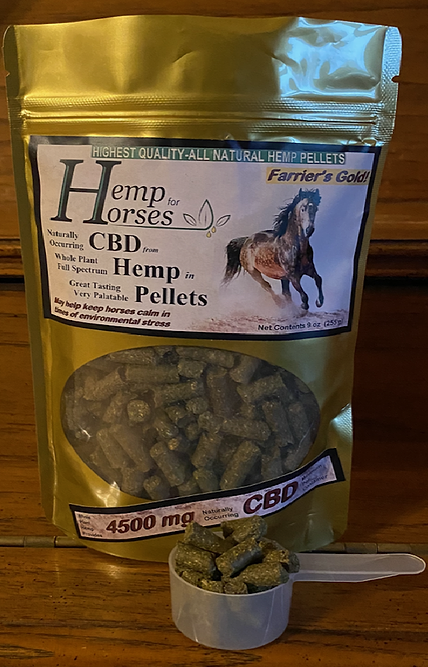 HIGHEST QUALITY-ALL NATURAL HEMP PELLETS
Farrier's Gold!
Hemp for
Horses
Naturally
Occurring CBD from
Whole Plant
Full Spectrum Hemp in
Great Tasting
Very Palatable Pellets
May help keep horses calm in
times of environmental stress
Net Contents 9 oz (255g)
4500 mg Naturally
Occurring CBD